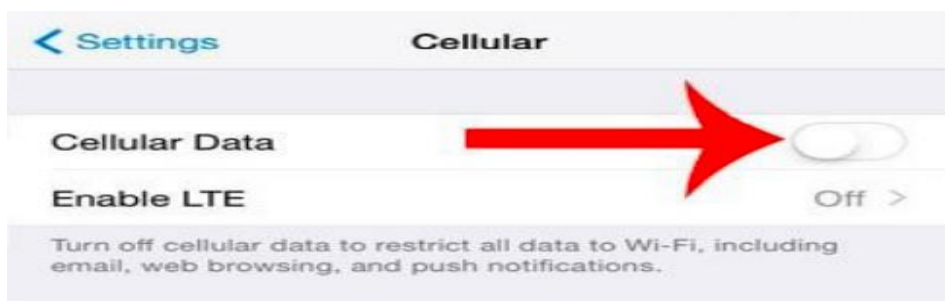 Settings Cellular
Cellular Data
Enable LTE Off >
Turn off cellular data to restrict all data to Wi-Fi, including
email, web browsing, and push notifications.